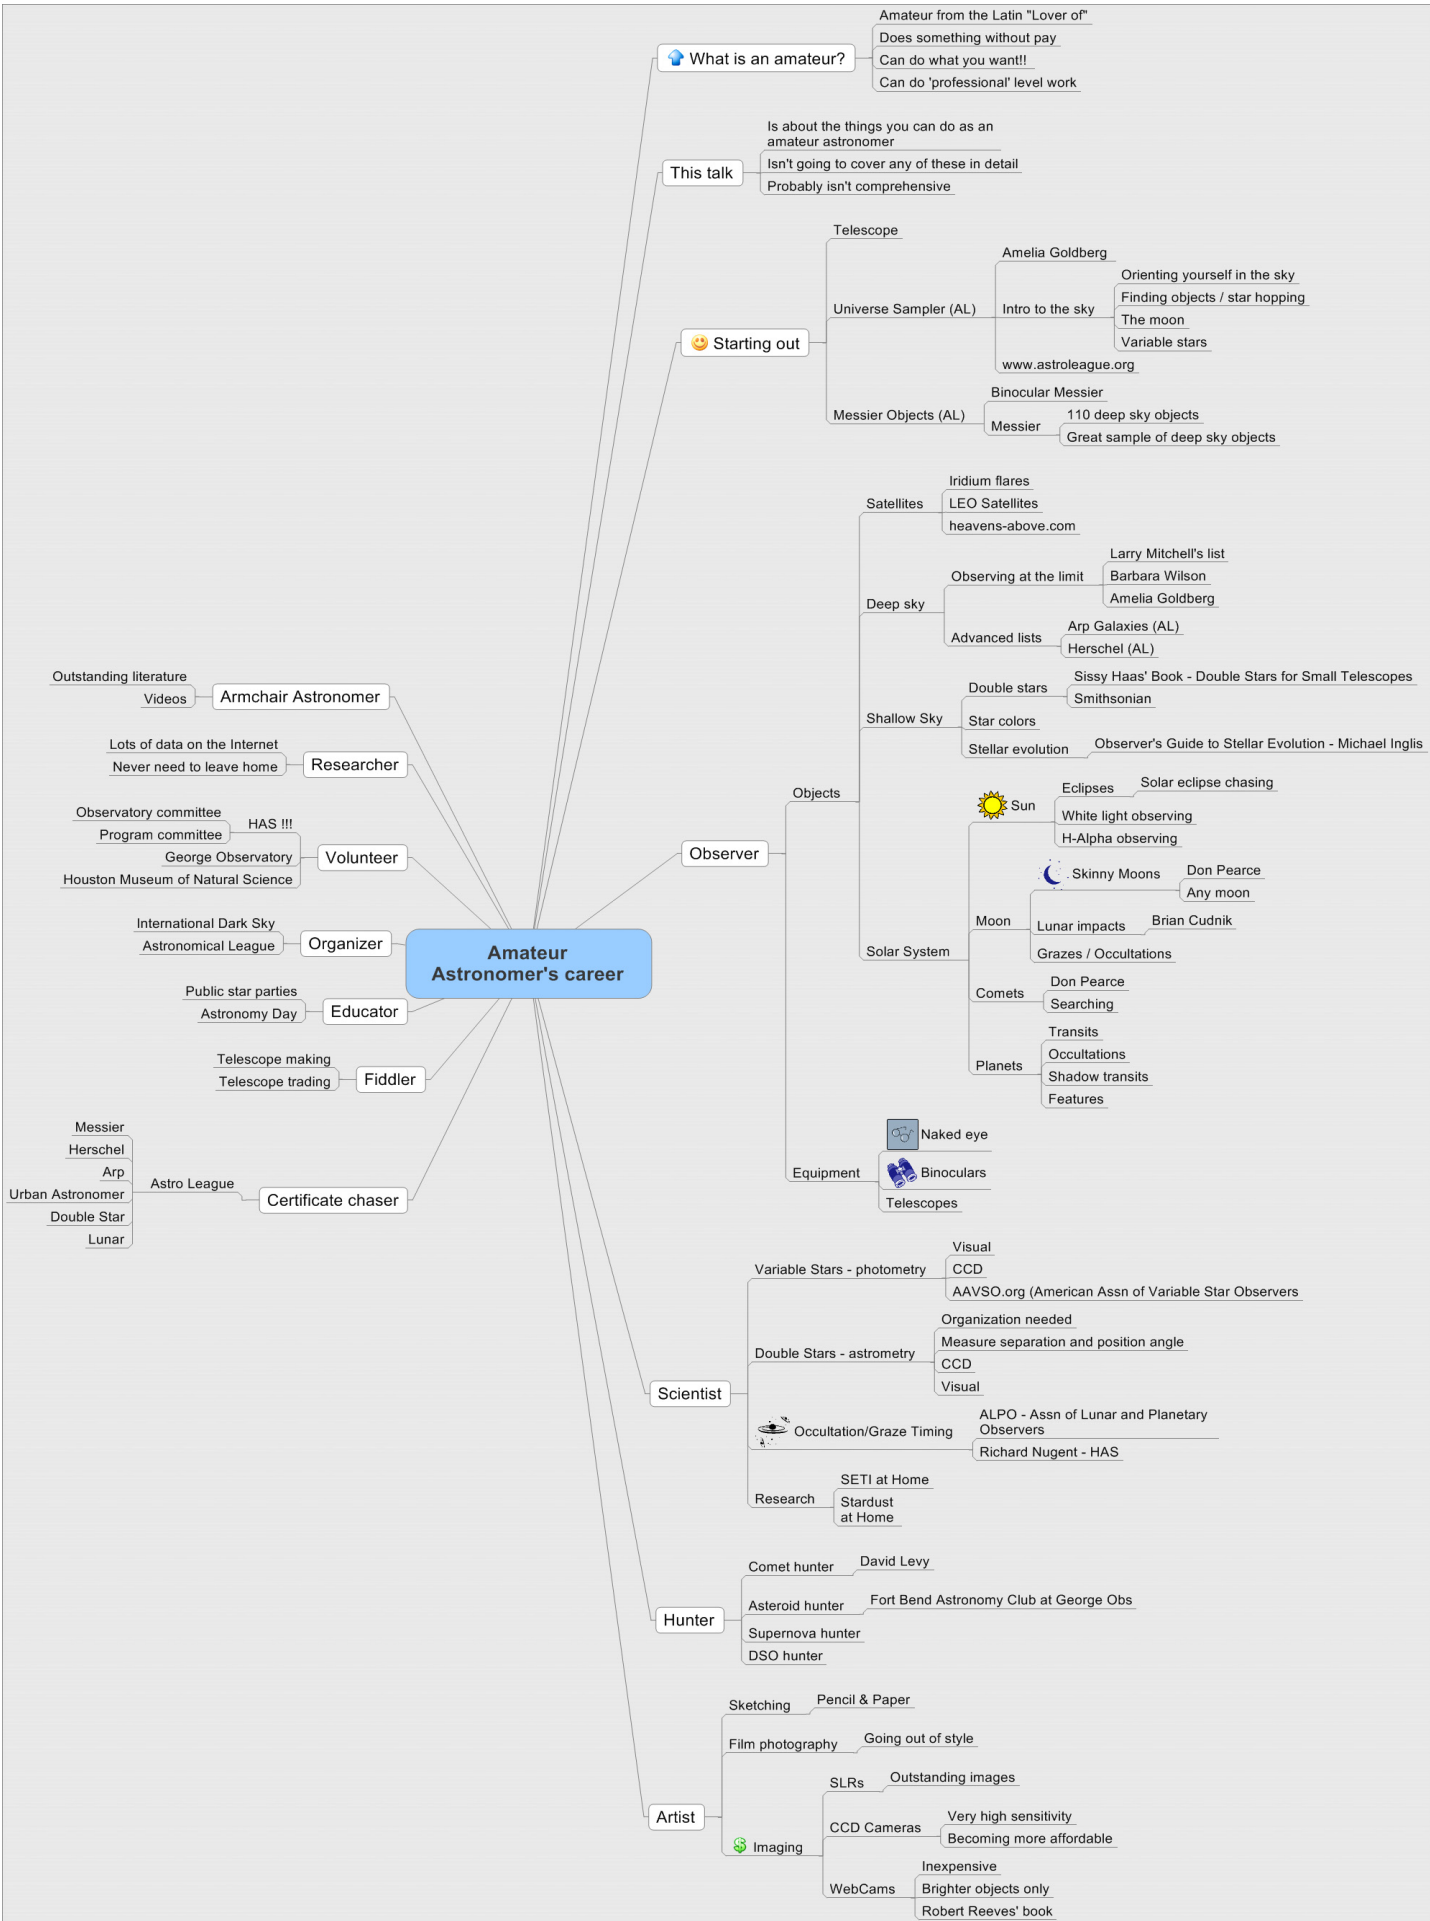 What is an amateur?
Amateur from the Latin "Lover of"
Does something without pay
Can do what you want!!
Can do 'professional' level work
This talk
Is about the things you can do as an
amateur astronomer
Isn't going to cover any of these in detail
Probably isn't comprehensive
Starting out
Telescope
Universe Sampler (AL)
Amelia Goldberg
Intro to the sky
Orienting yourself in the sky
Finding objects / star hopping
The moon
Variable stars
www.astroleague.org
Messier Objects (AL)
Binocular Messier
Messier
110 deep sky objects
Great sample of deep sky objects
Observer
Objects
Satellites
Iridium flares
LEO Satellites
heavens-above.com
Deep sky
Observing at the limit
Larry Mitchell's list
Barbara Wilson
Amelia Goldberg
Advanced lists
Arp Galaxies (AL)
Herschel (AL)
Shallow Sky
Double stars
Sissy Haas' Book - Double Stars for Small Telescopes
Smithsonian
Star colors
Stellar evolution
Observer's Guide to Stellar Evolution - Michael Inglis
Solar System
Sun
Eclipses
Solar eclipse chasing
White light observing
H-Alpha observing
Moon
Skinny Moons
Don Pearce
Any moon
Lunar impacts
Brian Cudnik
Grazes / Occultations
Comets
Don Pearce
Searching
Planets
Transits
Occultations
Shadow transits
Features
Equipment
Naked eye
Binoculars
Telescopes
Scientist
Variable Stars - photometry
Visual
CCD
AAVSO.org (American Assn of Variable Star Observers
Double Stars - astrometry
Organization needed
Measure separation and position angle
CCD
Visual
Occultation/Graze Timing
ALPO - Assn of Lunar and Planetary
Observers
Richard Nugent - HAS
Research
SETI at Home
Stardust
at Home
Hunter
Comet hunter
David Levy
Asteroid hunter
Fort Bend Astronomy Club at George Obs
Supernova hunter
DSO hunter
Artist
Sketching
Pencil & Paper
Film photography
Going out of style
Imaging
SLRs
Outstanding images
CCD Cameras
Very high sensitivity
Becoming more affordable
WebCams
Inexpensive
Brighter objects only
Robert Reeves' book
Amateur
Astronomer's career
Armchair Astronomer
Outstanding literature
Videos
Researcher
Lots of data on the Internet
Never need to leave home
Volunteer
HAS !!!
Observatory committee
Program committee
George Observatory
Houston Museum of Natural Science
Organizer
International Dark Sky
Astronomical League
Educator
Public star parties
Astronomy Day
Fiddler
Telescope making
Telescope trading
Certificate chaser
Astro League
Messier
Herschel
Arp
Urban Astronomer
Double Star
Lunar